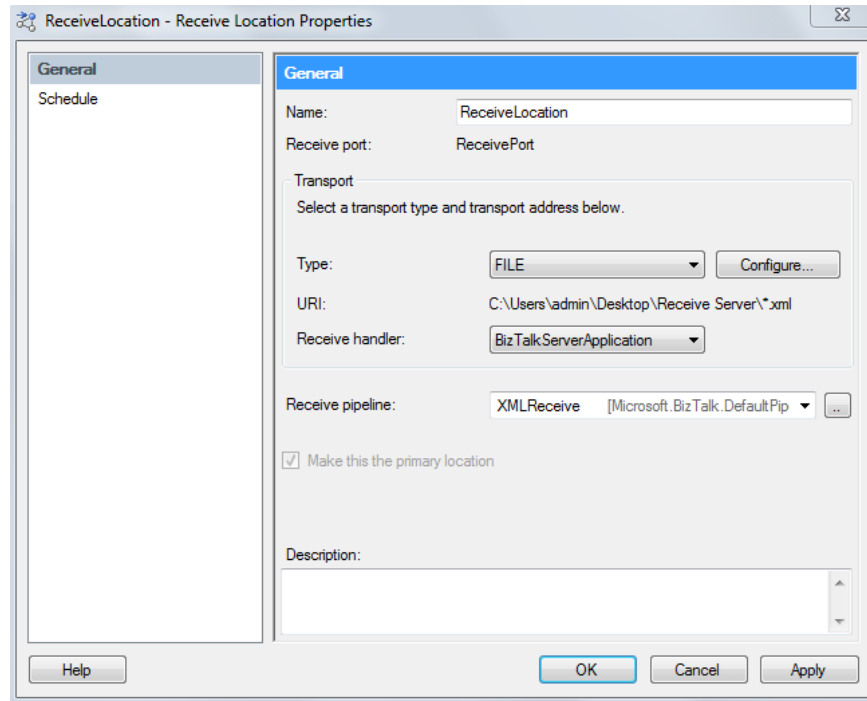 ReceiveLocation - Receive Location Properties
General
Schedule
General
Name: ReceiveLocation
Receive port: ReceivePort
Transport
Select a transport type and transport address below.
Type: FILE Configure...
URI: C:\Users\admin\Desktop\Receive Server\*.xml
Receive handler: BizTalkServerApplication
Receive pipeline: XMLReceive [Microsoft.BizTalk.DefaultPip ..
Make this the primary location
Description:
Help OK Cancel Apply